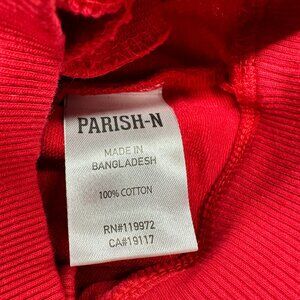 PARISH-N
MADE IN
BANGLADESH
100% COTTON
RN#119972
CA#19117